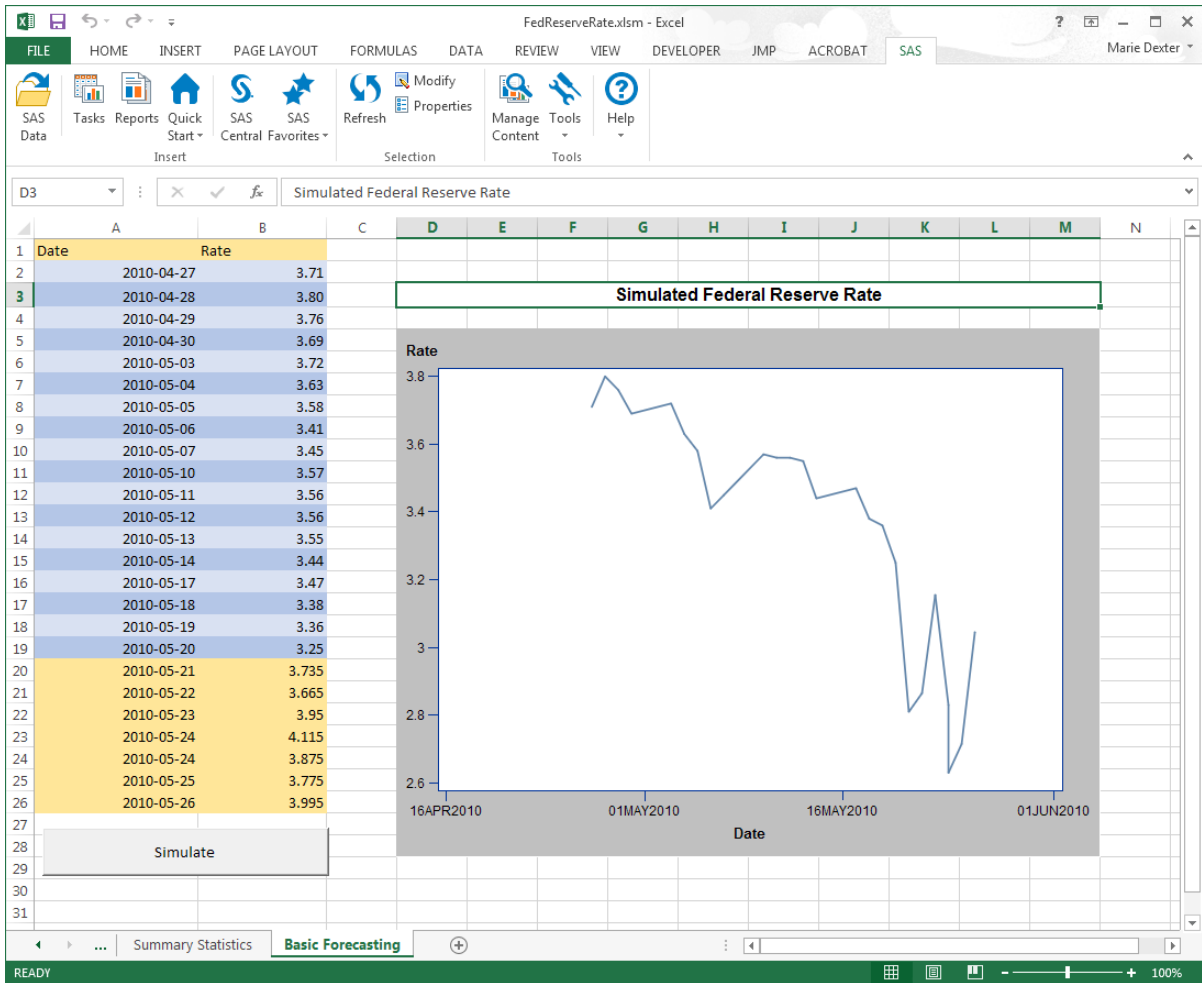 FedReserveRate.xlsm - Excel
FILE HOME INSERT PAGE LAYOUT FORMULAS DATA REVIEW VIEW DEVELOPER JMP ACROBAT SAS Marie Dexter
SAS Data Tasks Reports Quick Start SAS Central SAS Favorites Refresh Modify Properties Manage Content Tools Help
Insert Selection Tools
D3 fx Simulated Federal Reserve Rate
A B C D E F G H I J K L M N
1 Date Rate
2 2010-04-27 3.71
3 2010-04-28 3.80 Simulated Federal Reserve Rate
4 2010-04-29 3.76
5 2010-04-30 3.69
6 2010-05-03 3.72
7 2010-05-04 3.63
8 2010-05-05 3.58
9 2010-05-06 3.41
10 2010-05-07 3.45
11 2010-05-10 3.57
12 2010-05-11 3.56
13 2010-05-12 3.56
14 2010-05-13 3.55
15 2010-05-14 3.44
16 2010-05-17 3.47
17 2010-05-18 3.38
18 2010-05-19 3.36
19 2010-05-20 3.25
20 2010-05-21 3.735
21 2010-05-22 3.665
22 2010-05-23 3.95
23 2010-05-24 4.115
24 2010-05-24 3.875
25 2010-05-25 3.775
26 2010-05-26 3.995
27
28 Simulate
29
30
31
Rate
3.8
3.6
3.4
3.2
3
2.8
2.6
16APR2010 01MAY2010 16MAY2010 01JUN2010
Date
... Summary Statistics Basic Forecasting
READY 100%